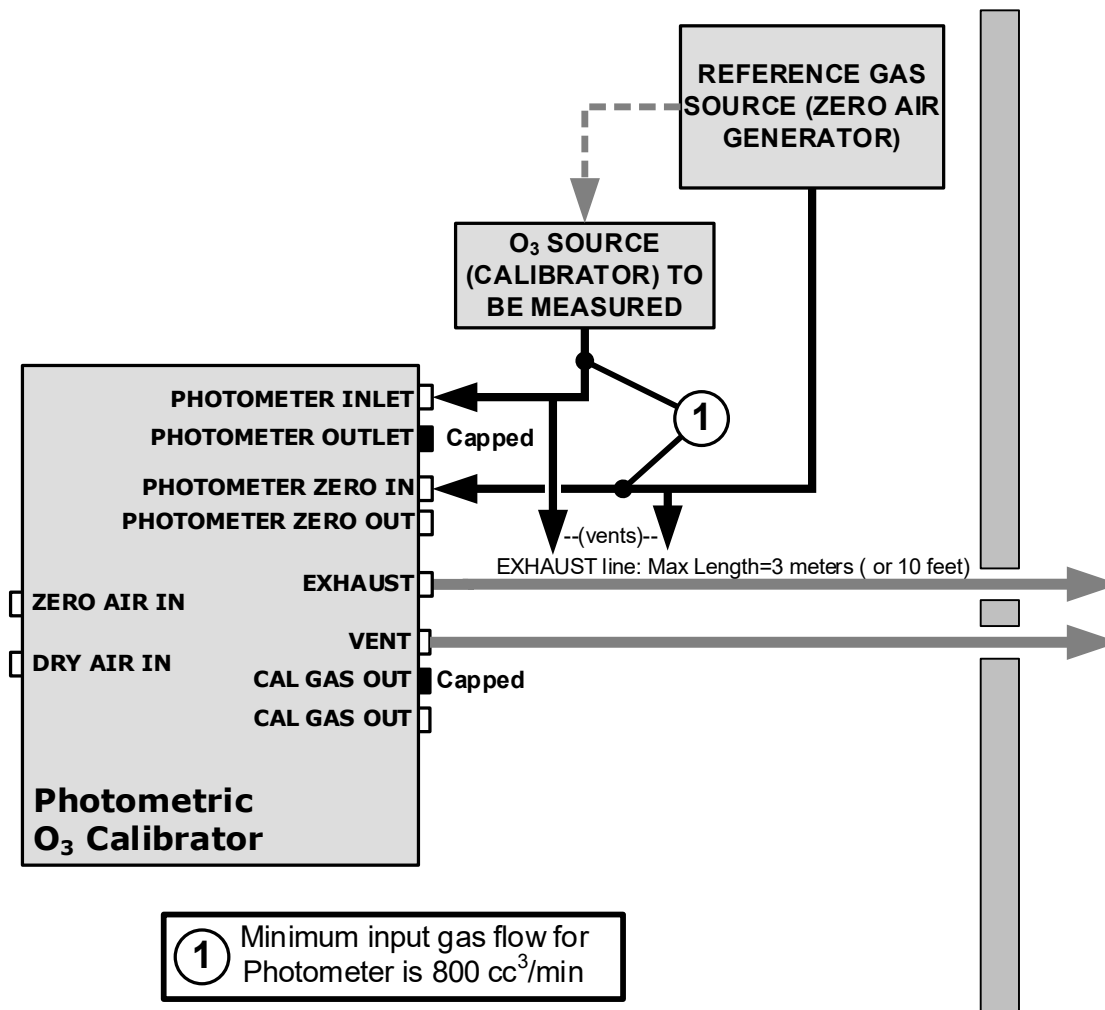 REFERENCE GAS
SOURCE (ZERO AIR
GENERATOR)
O₃ SOURCE
(CALIBRATOR) TO
BE MEASURED
PHOTOMETER INLET
1
PHOTOMETER OUTLET
Capped
PHOTOMETER ZERO IN
PHOTOMETER ZERO OUT
--(vents)--
EXHAUST line: Max Length=3 meters ( or 10 feet)
EXHAUST
ZERO AIR IN
VENT
DRY AIR IN
CAL GAS OUT
Capped
CAL GAS OUT
Photometric
O₃ Calibrator
1
Minimum input gas flow for
Photometer is 800 cc³/min